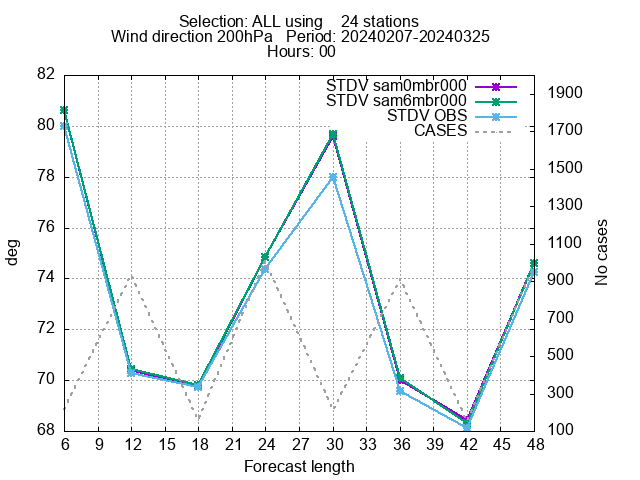 Selection: ALL using    24 stations
Wind direction 200hPa   Period: 20240207-20240325
Hours: 00
STDV sam0mbr000
STDV sam6mbr000
STDV OBS
CASES
82
80
78
76
74
72
70
68
1900
1700
1500
1300
1100
900
700
500
300
100
deg
No cases
6 9 12 15 18 21 24 27 30 33 36 39 42 45 48
Forecast length